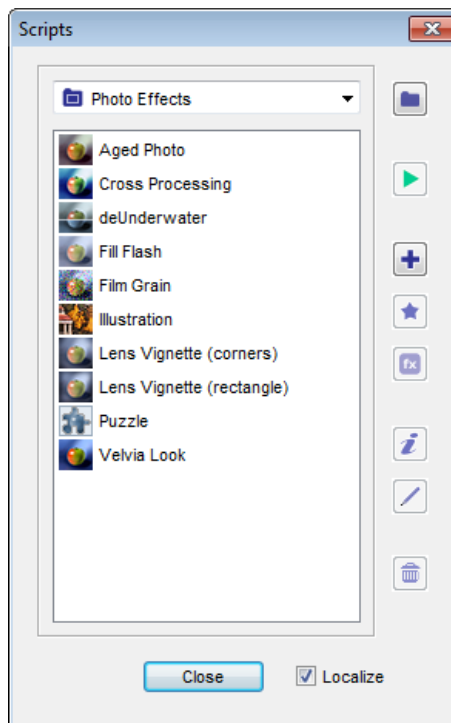 Scripts
Photo Effects
Aged Photo
Cross Processing
deUnderwater
Fill Flash
Film Grain
Illustration
Lens Vignette (corners)
Lens Vignette (rectangle)
Puzzle
Velvia Look
fx
i
Close
Localize